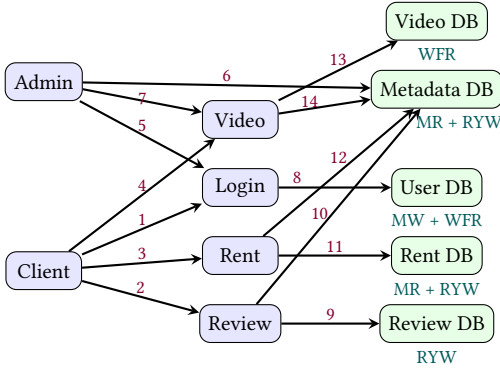 Video DB
WFR
13
Admin
6
Metadata DB
7
14
Video
MR + RYW
5
12
4
Login
8
User DB
10
1
MW + WFR
3
Rent
11
Rent DB
Client
2
MR + RYW
Review
9
Review DB
RYW